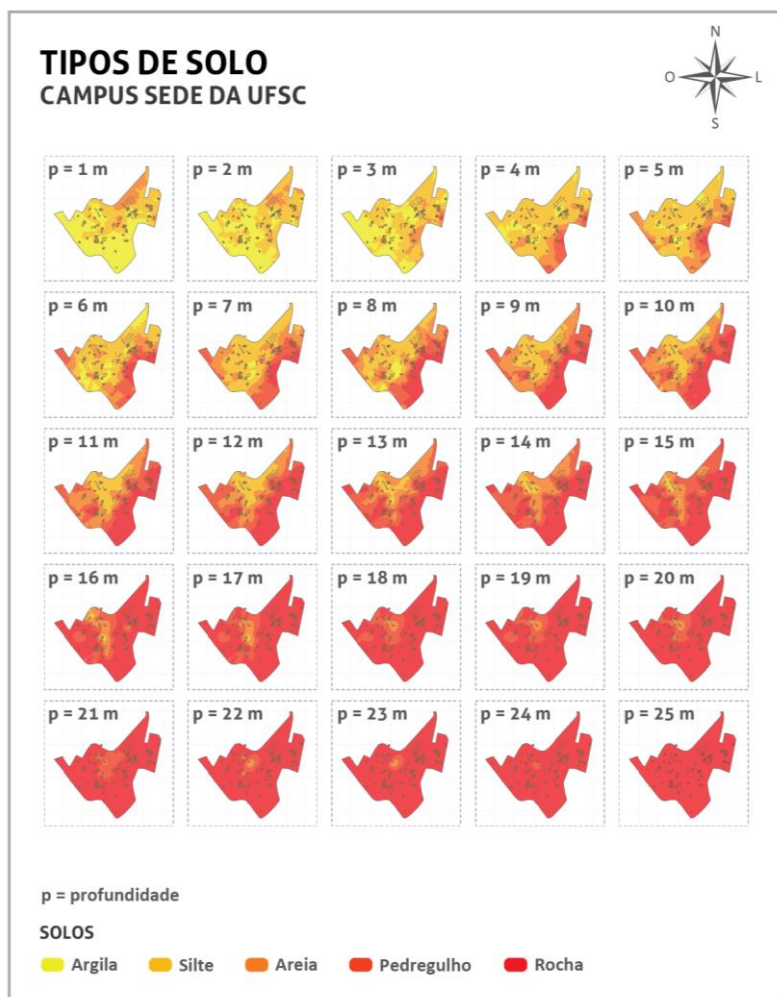 TIPOS DE SOLO
CAMPUS SEDE DA UFSC
N
O
L
S
p = 1 m
p = 2 m
p = 3 m
p = 4 m
p = 5 m
p = 6 m
p = 7 m
p = 8 m
p = 9 m
p = 10 m
p = 11 m
p = 12 m
p = 13 m
p = 14 m
p = 15 m
p = 16 m
p = 17 m
p = 18 m
p = 19 m
p = 20 m
p = 21 m
p = 22 m
p = 23 m
p = 24 m
p = 25 m
p = profundidade
SOLOS
Argila
Silte
Areia
Pedregulho
Rocha